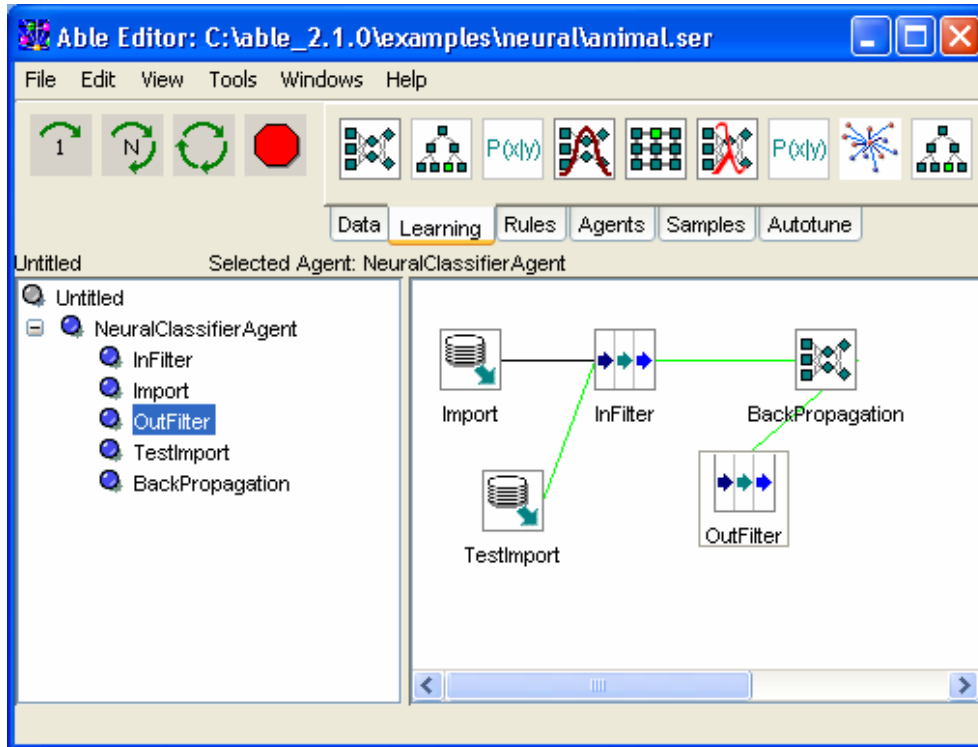 Able Editor: C:\able_2.1.0\examples\neural\animal.ser
File Edit View Tools Windows Help
1 N P(x|y) λ P(x|y)
Data Learning Rules Agents Samples Autotune
Untitled Selected Agent: NeuralClassifierAgent
Untitled
NeuralClassifierAgent
InFilter
Import
OutFilter
TestImport
BackPropagation
Import InFilter BackPropagation
OutFilter
TestImport